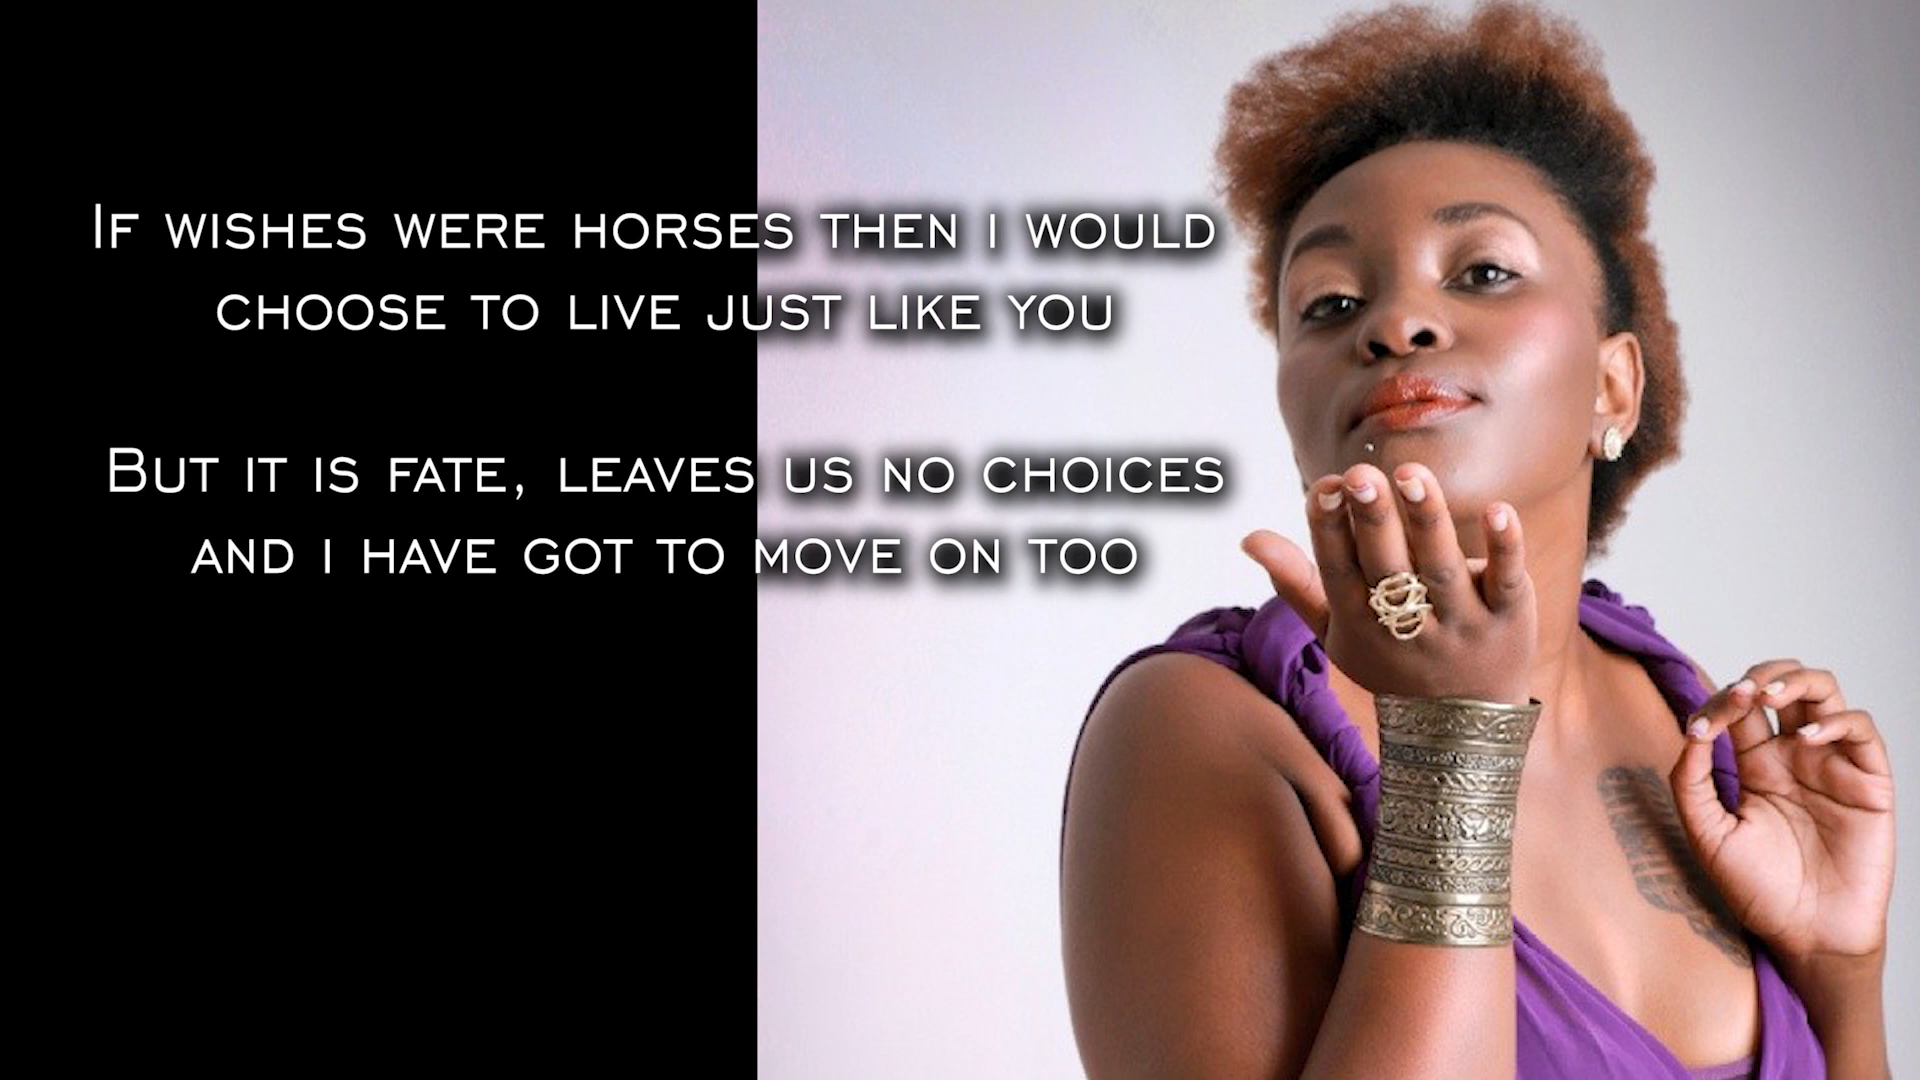 If wishes were horses then i would
choose to live just like you
But it is fate, leaves us no choices
and i have got to move on too